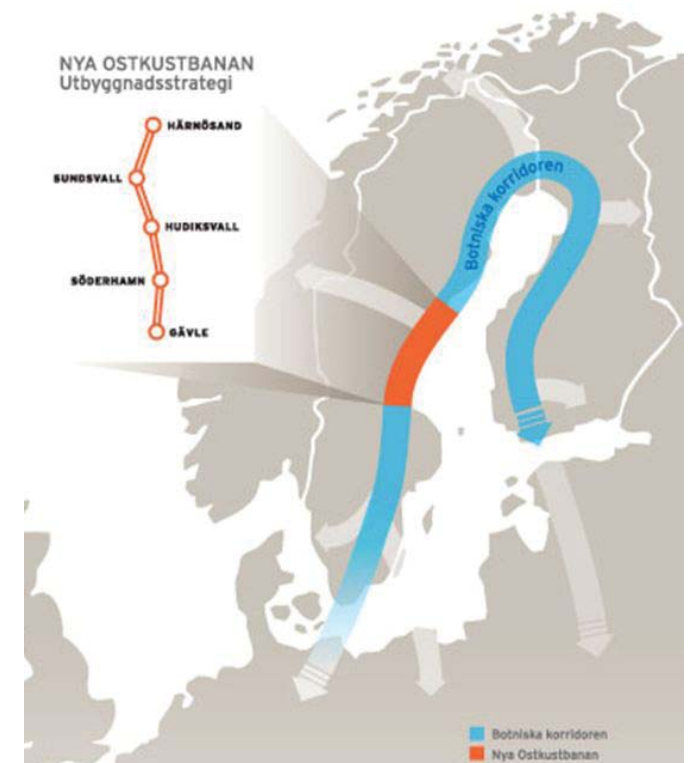 NYA OSTKUSTBANAN
Utbyggnadsstrategi
HÄRNÖSAND
SUNDSVALL
HUDIKSVALL
SÖDERHAMN
GÄVLE
Botniska korridoren
Botniska korridoren
Nya Ostkustbanan